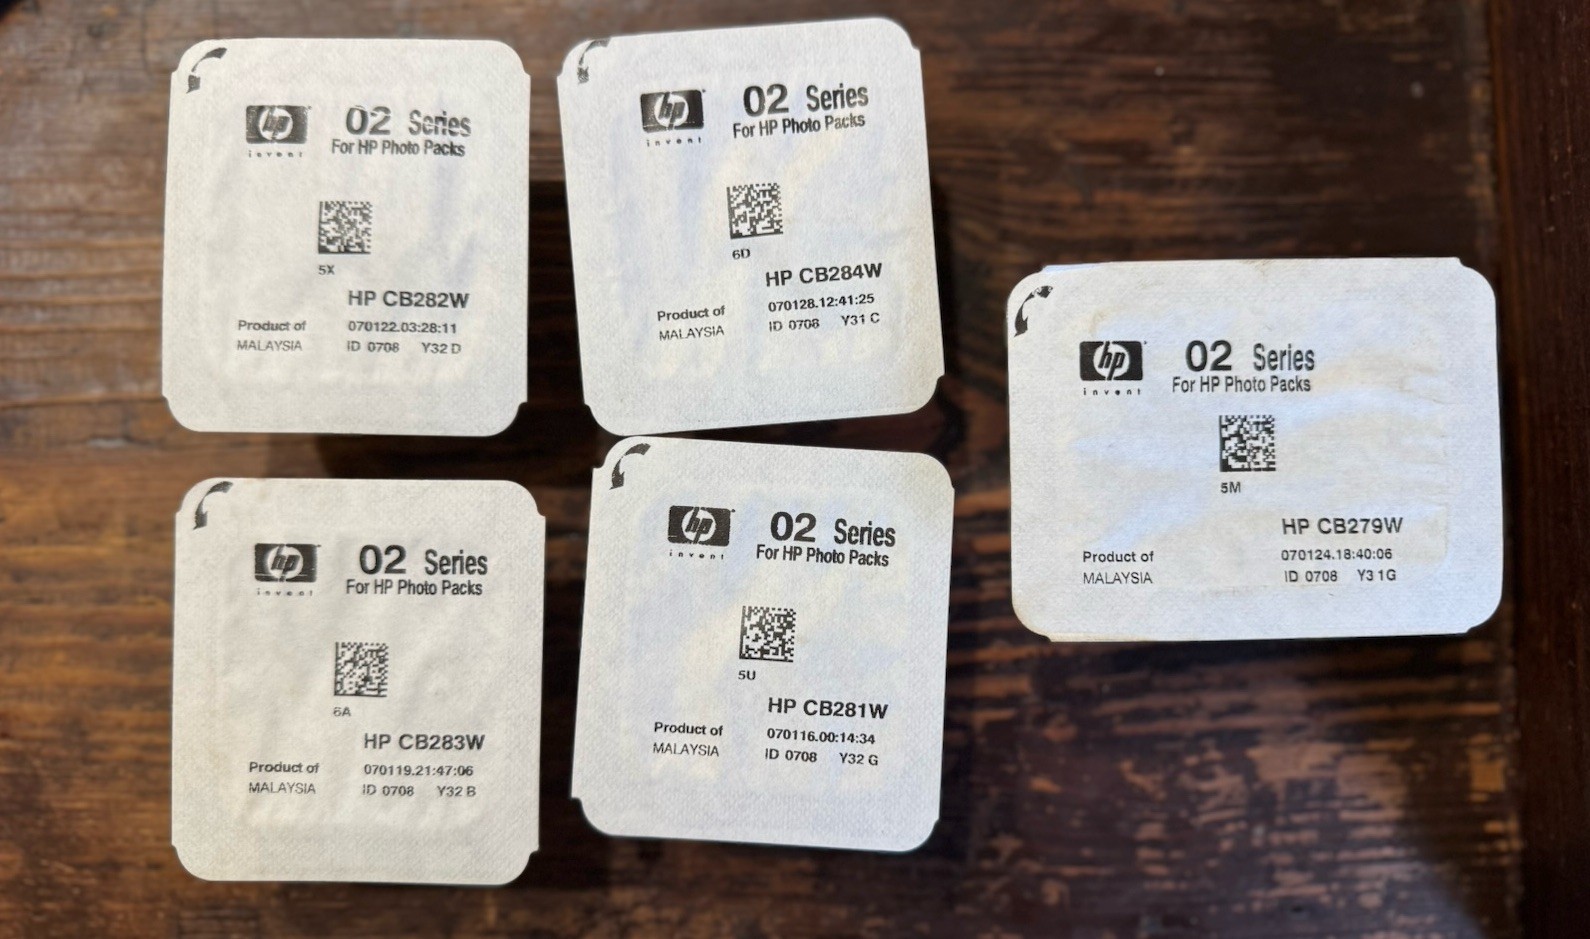 hp
invent
02 Series
For HP Photo Packs
5X
HP CB282W
Product of
MALAYSIA
070122.03:28:11
ID 0708 Y32 D
hp
invent
02 Series
For HP Photo Packs
6D
HP CB284W
Product of
MALAYSIA
070128.12:41:25
ID 0708 Y31 C
hp
invent
02 Series
For HP Photo Packs
5M
HP CB279W
Product of
MALAYSIA
070124.18:40:06
ID 0708 Y3 1G
hp
invent
02 Series
For HP Photo Packs
6A
HP CB283W
Product of
MALAYSIA
070119.21:47:06
ID 0708 Y32 B
hp
invent
02 Series
For HP Photo Packs
5U
HP CB281W
Product of
MALAYSIA
070116.00:14:34
ID 0708 Y32 G